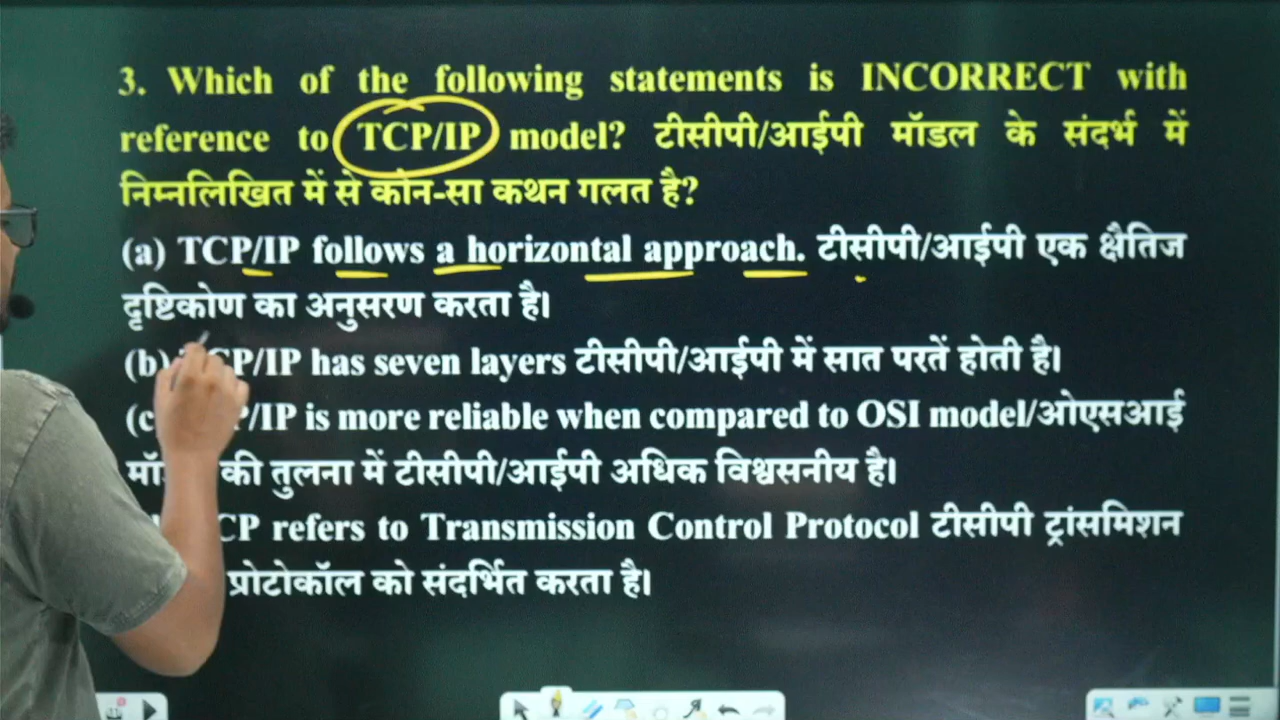 3. Which of the following statements is INCORRECT with
reference to TCP/IP model? टीसीपी/आईपी मॉडल के संदर्भ में
निम्नलिखित में से कौन-सा कथन गलत है?
(a) TCP/IP follows a horizontal approach. टीसीपी/आईपी एक क्षैतिज
दृष्टिकोण का अनुसरण करता है।
(b) TCP/IP has seven layers टीसीपी/आईपी में सात परतें होती है।
(c /IP is more reliable when compared to OSI model/ओएसआई
की तुलना में टीसीपी/आईपी अधिक विश्वसनीय है।
CP refers to Transmission Control Protocol टीसीपी ट्रांसमिशन
प्रोटोकॉल को संदर्भित करता है।